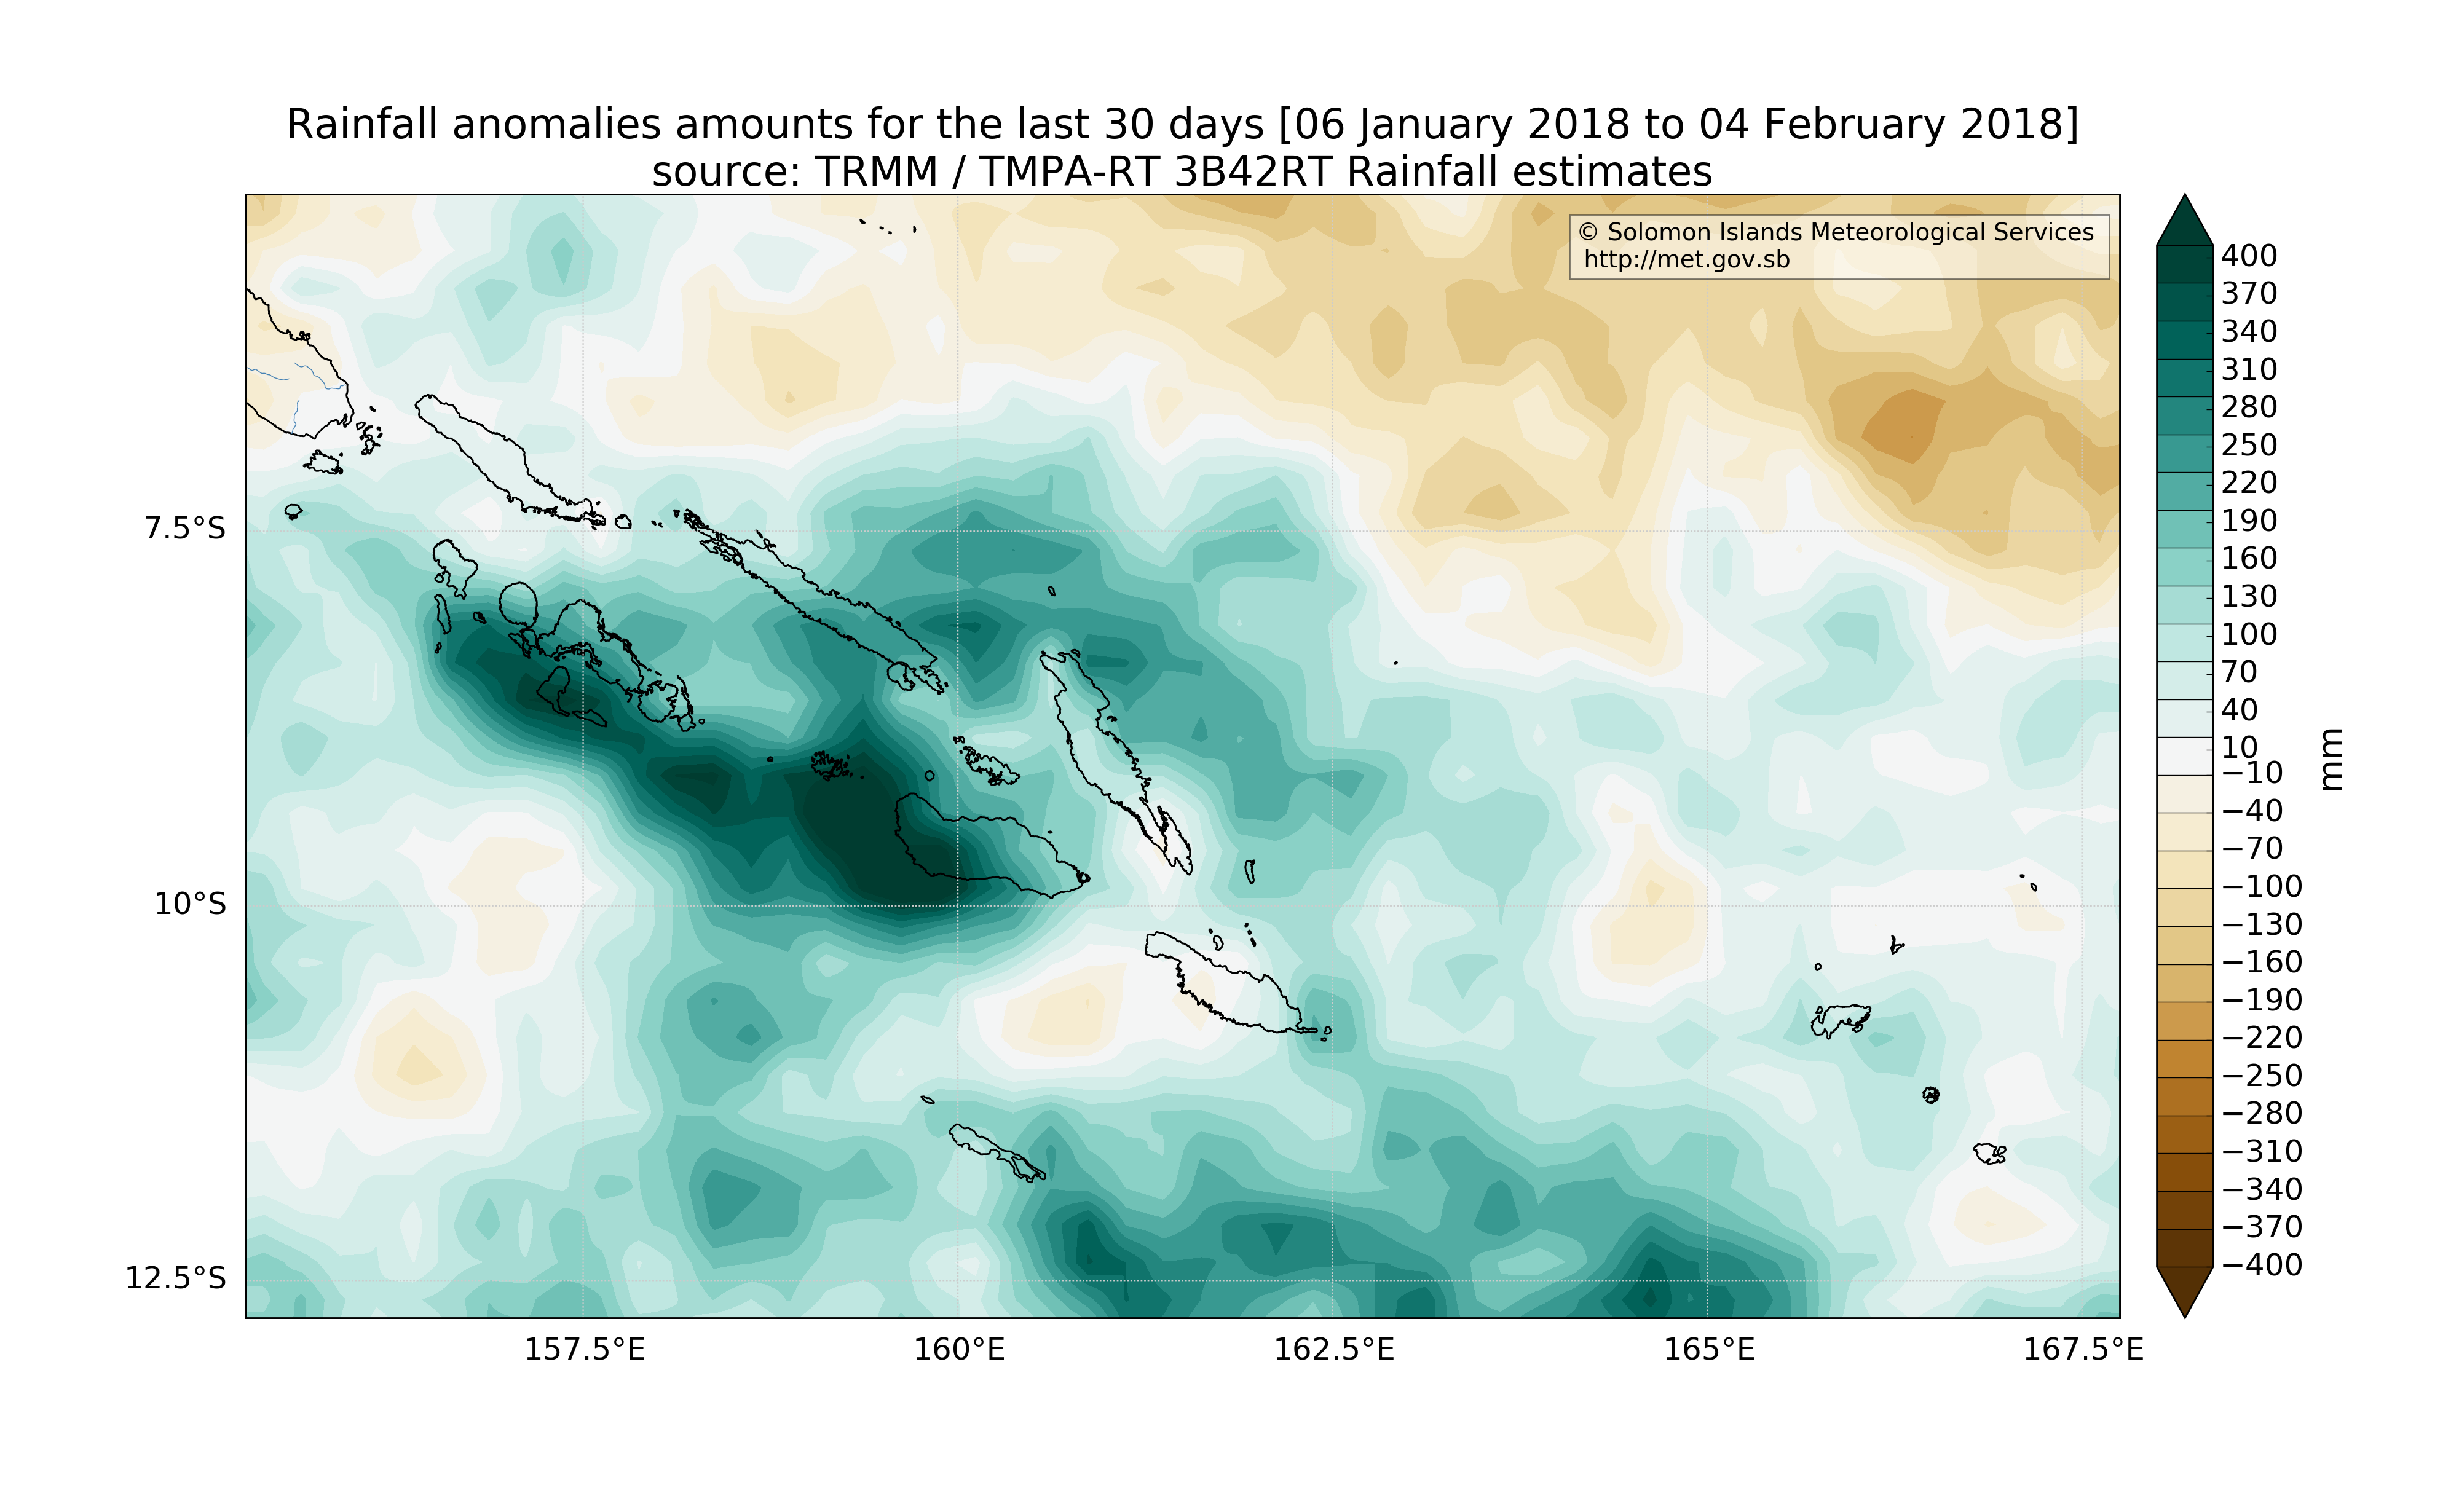 Rainfall anomalies amounts for the last 30 days [06 January 2018 to 04 February 2018]
source: TRMM / TMPA-RT 3B42RT Rainfall estimates
© Solomon Islands Meteorological Services
http://met.gov.sb
7.5°S
10°S
12.5°S
157.5°E
160°E
162.5°E
165°E
167.5°E
400
370
340
310
280
250
220
190
160
130
100
70
40
10
−10
−40
−70
−100
−130
−160
−190
−220
−250
−280
−310
−340
−370
−400
mm